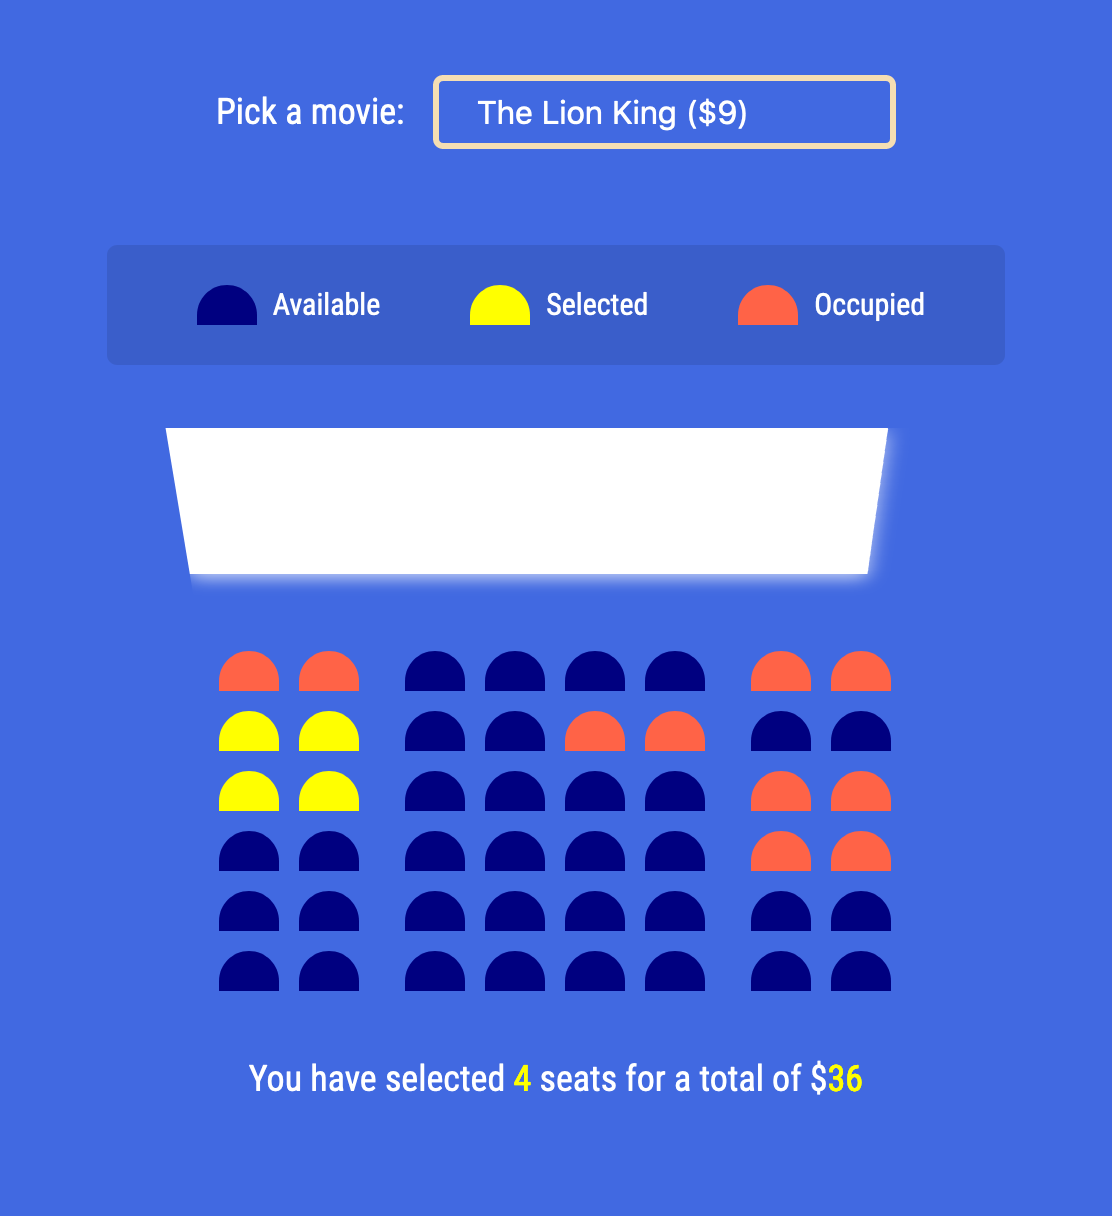 Pick a movie: The Lion King ($9)
Available Selected Occupied
You have selected 4 seats for a total of $36